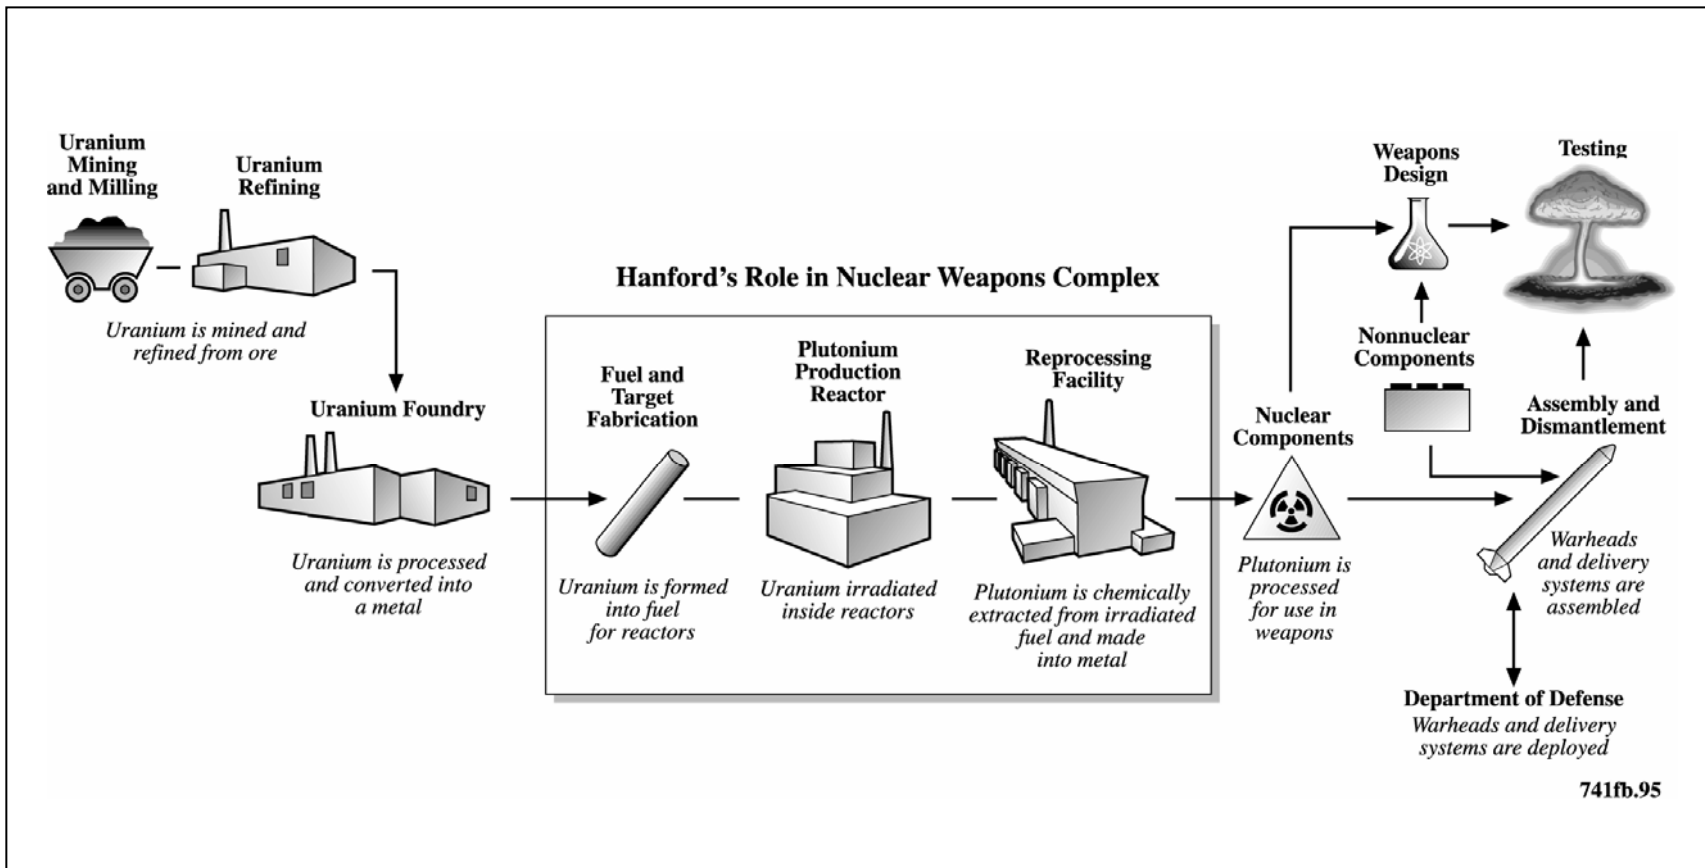 Uranium
Mining
and Milling
Uranium
Refining
Uranium is mined and
refined from ore
Uranium Foundry
Uranium is processed
and converted into
a metal
Hanford's Role in Nuclear Weapons Complex
Fuel and
Target
Fabrication
Uranium is formed
into fuel
for reactors
Plutonium
Production
Reactor
Uranium irradiated
inside reactors
Reprocessing
Facility
Plutonium is chemically
extracted from irradiated
fuel and made
into metal
Nuclear
Components
Plutonium is
processed
for use in
weapons
Weapons
Design
Testing
Nonnuclear
Components
Assembly and
Dismantlement
Warheads
and delivery
systems are
assembled
Department of Defense
Warheads and delivery
systems are deployed
741fb.95